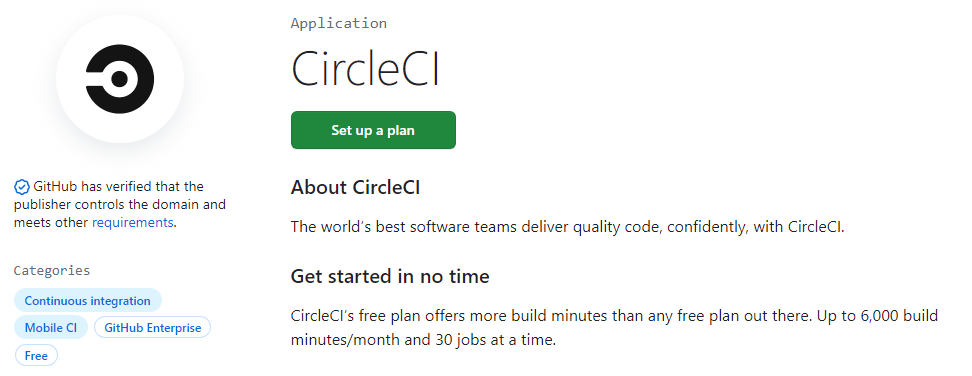 Application
CircleCI
Set up a plan
GitHub has verified that the
publisher controls the domain and
meets other requirements.
Categories
Continuous integration
Mobile CI GitHub Enterprise
Free
About CircleCI
The world’s best software teams deliver quality code, confidently, with CircleCI.
Get started in no time
CircleCI’s free plan offers more build minutes than any free plan out there. Up to 6,000 build
minutes/month and 30 jobs at a time.